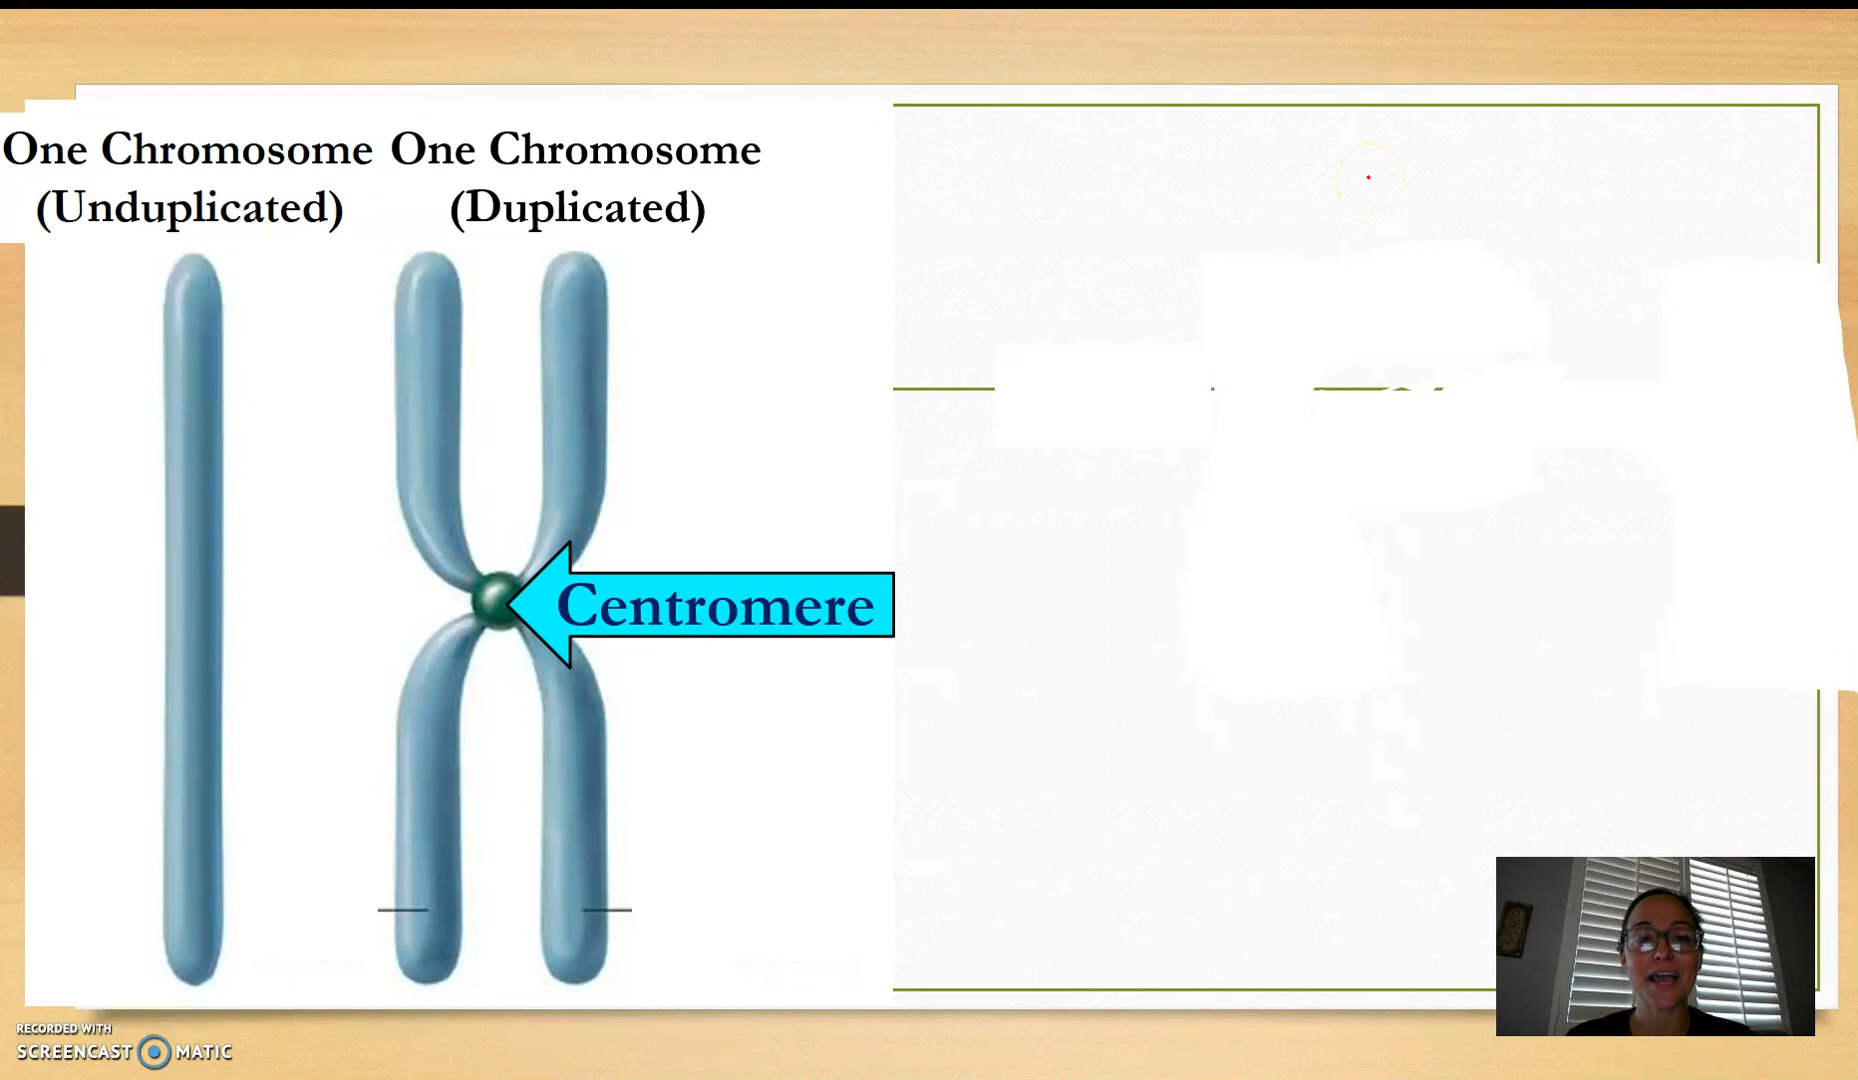 One Chromosome
(Unduplicated)
One Chromosome
(Duplicated)
Centromere
RECORDED WITH
SCREENCAST MATIC